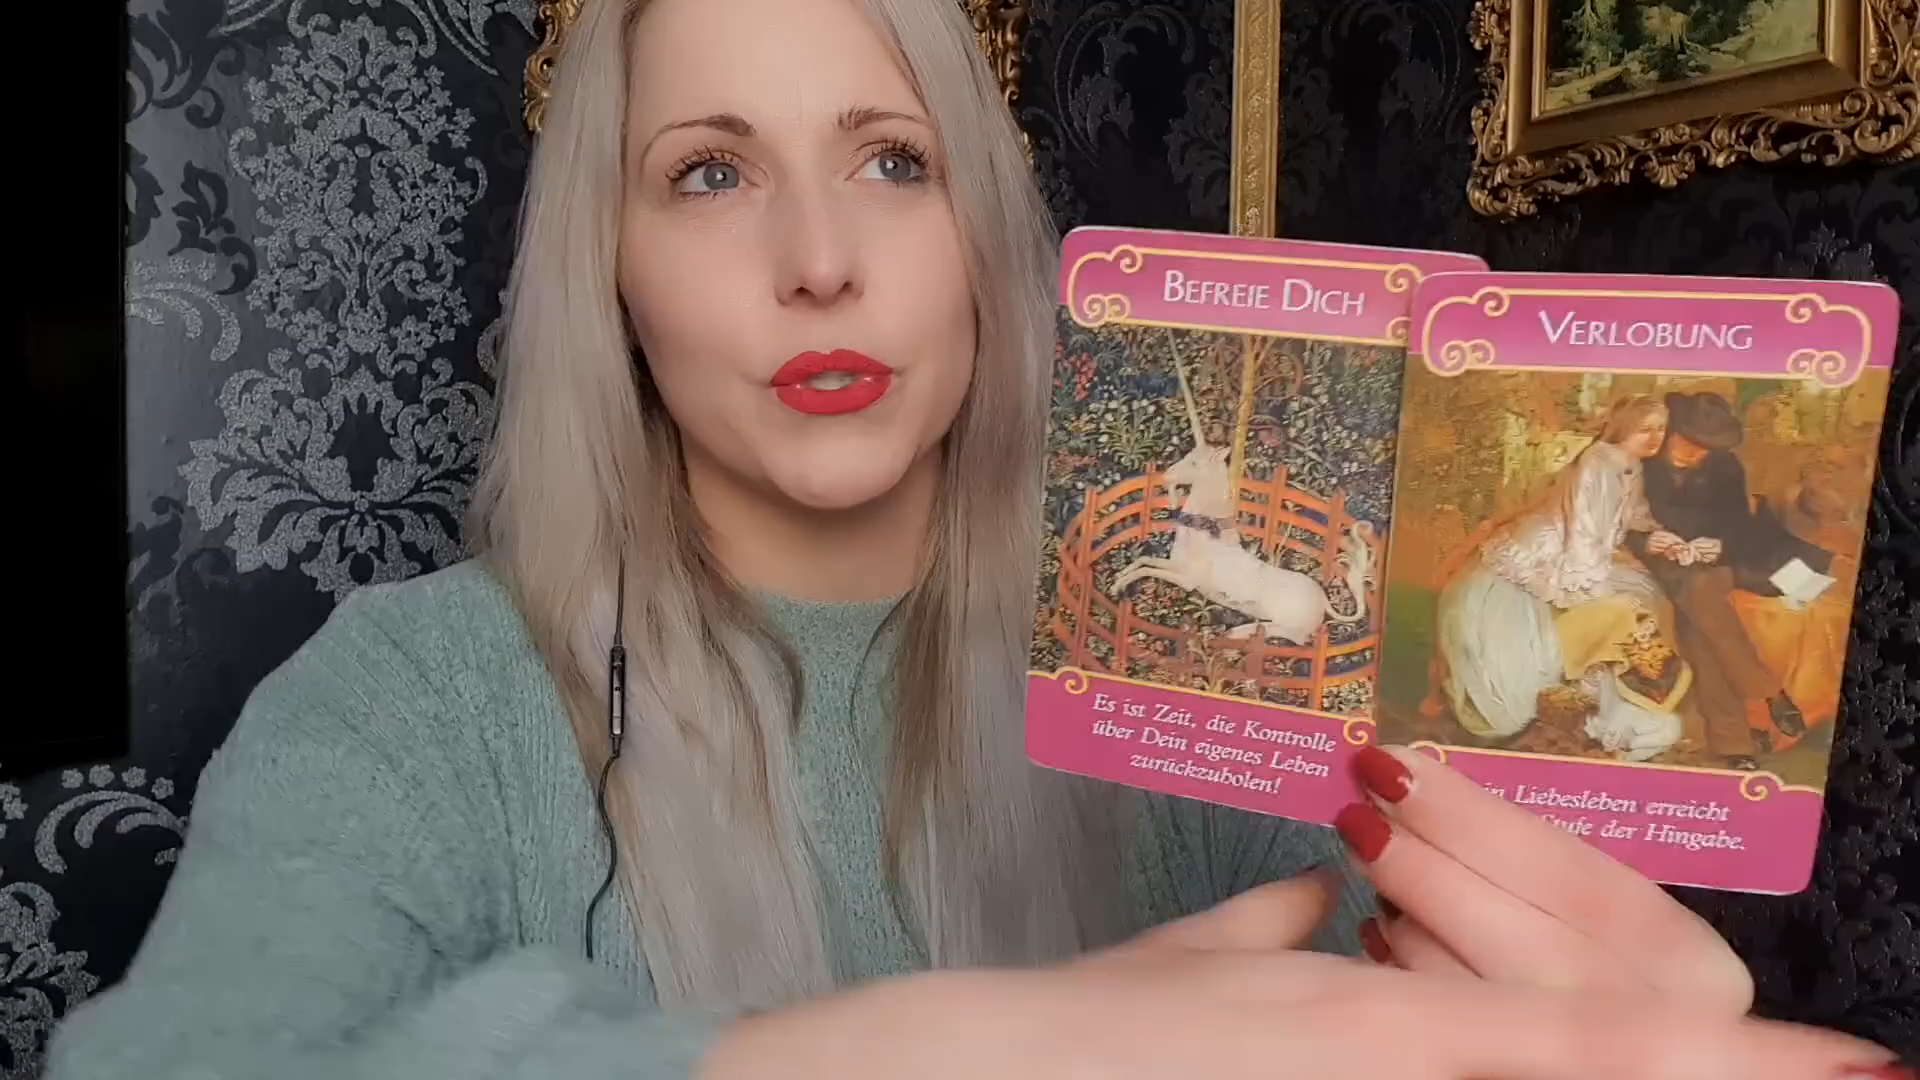 BEFREIE DICH
Es ist Zeit, die Kontrolle
über Dein eigenes Leben
zurückzuholen!
VERLOBUNG
Liebesleben erreicht
Stufe der Hingabe.